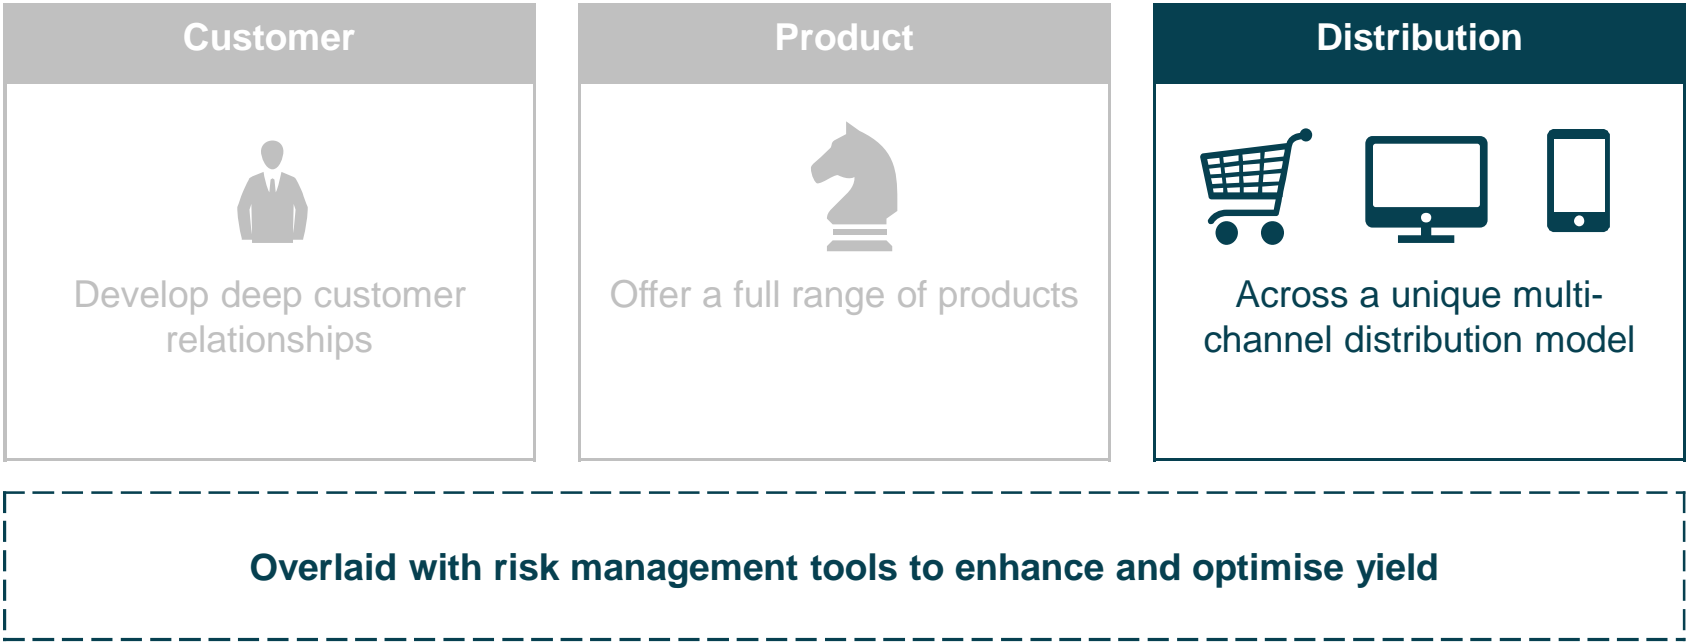 Customer
Develop deep customer
relationships
Product
Offer a full range of products
Distribution
Across a unique multi-
channel distribution model
Overlaid with risk management tools to enhance and optimise yield